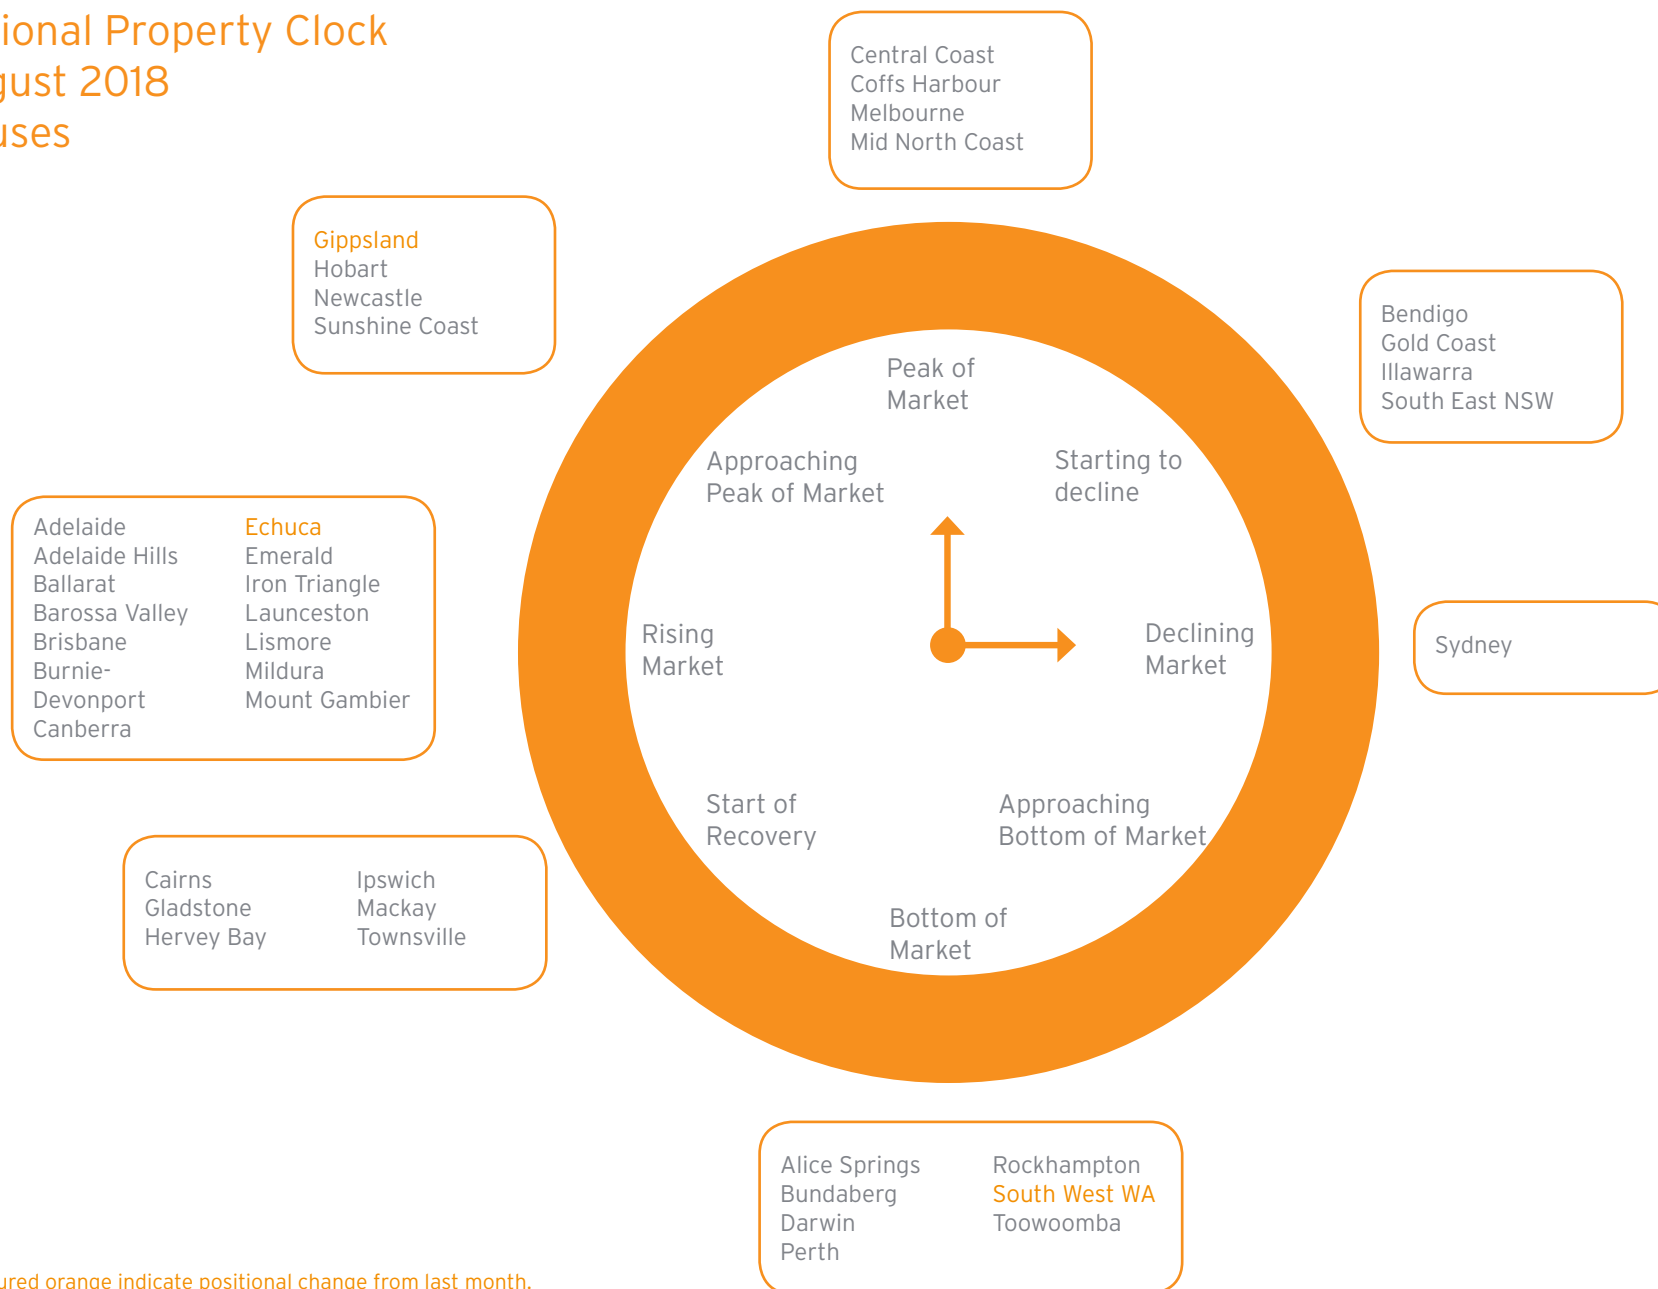 ional Property Clock
gust 2018
uses
Central Coast
Coffs Harbour
Melbourne
Mid North Coast
Gippsland
Hobart
Newcastle
Sunshine Coast
Bendigo
Gold Coast
Illawarra
South East NSW
Peak of
Market
Approaching
Peak of Market
Starting to
decline
Adelaide
Adelaide Hills
Ballarat
Barossa Valley
Brisbane
Burnie-
Devonport
Canberra
Echuca
Emerald
Iron Triangle
Launceston
Lismore
Mildura
Mount Gambier
Rising
Market
Declining
Market
Sydney
Start of
Recovery
Approaching
Bottom of Market
Cairns
Gladstone
Hervey Bay
Ipswich
Mackay
Townsville
Bottom of
Market
Alice Springs
Bundaberg
Darwin
Perth
Rockhampton
South West WA
Toowoomba
ured orange indicate positional change from last month.